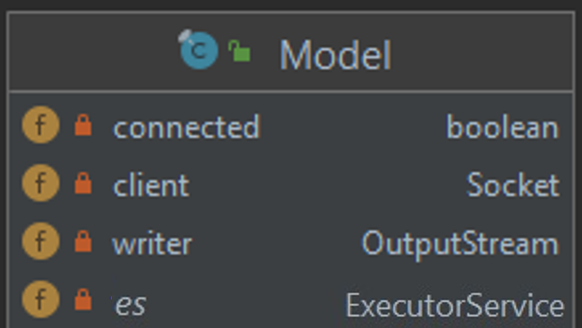 Model
connected boolean
client Socket
writer OutputStream
es ExecutorService